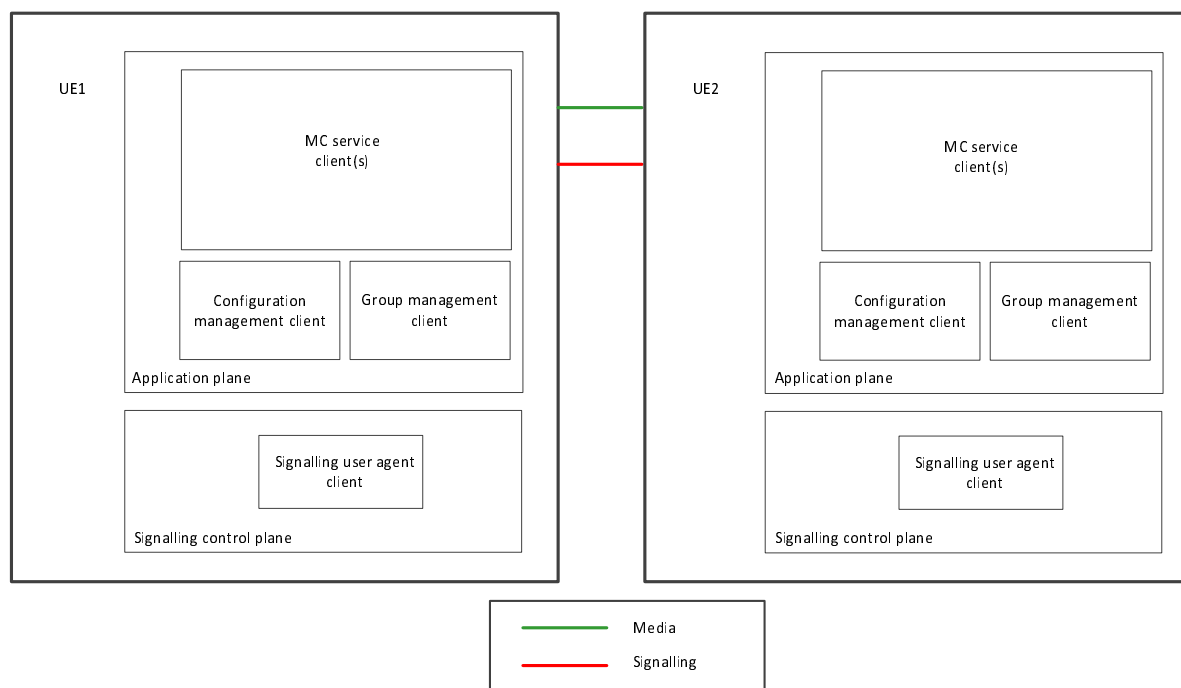 UE1
MC service
client(s)
Configuration
management client
Group management
client
Application plane
Signalling user agent
client
Signalling control plane
UE2
MC service
client(s)
Configuration
management client
Group management
client
Application plane
Signalling user agent
client
Signalling control plane
Media
Signalling